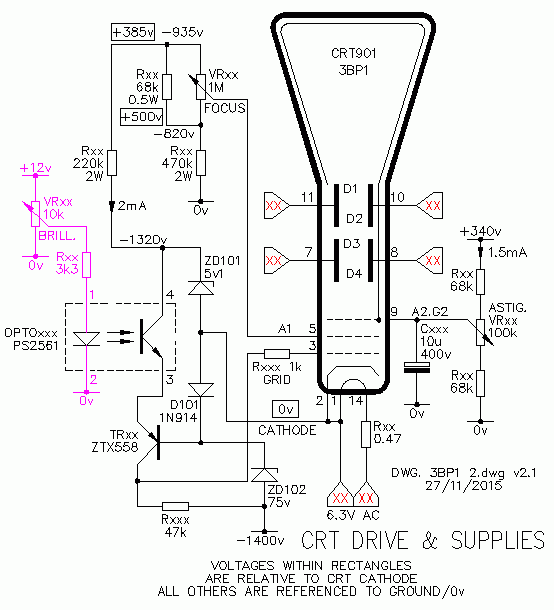 +385v -935v
CRT901
3BP1
Rxx
68k
0.5W
VRxx
1M
FOCUS
+500v
-820v
Rxx
220k
2W
Rxx
470k
2W
+12v
VRxx
10k
BRILL.
2mA
0v
11 D1 10
XX D2 XX
+340v
1.5mA
0v
Rxx
3k3
-1320v
ZD101
5v1
7 D3 8
XX D4 XX
Rxx
68k
1 4
OPTOxxx
PS2561
A1 5
9 A2.G2
ASTIG.
VRxx
100k
Cxxx
10u
400v
3
Rxxx 1k
GRID
2 3
0v
D101
1N914
Rxx
68k
0v
2 1 14
0v
CATHODE
0v
TRxx
ZTX558
Rxx
0.47
ZD102
75v
DWG. 3BP1 2.dwg v2.1
27/11/2015
XX XX
6.3V AC
Rxxx
47k
-1400v
CRT DRIVE & SUPPLIES
VOLTAGES WITHIN RECTANGLES
ARE RELATIVE TO CRT CATHODE
ALL OTHERS ARE REFERENCED TO GROUND/0v